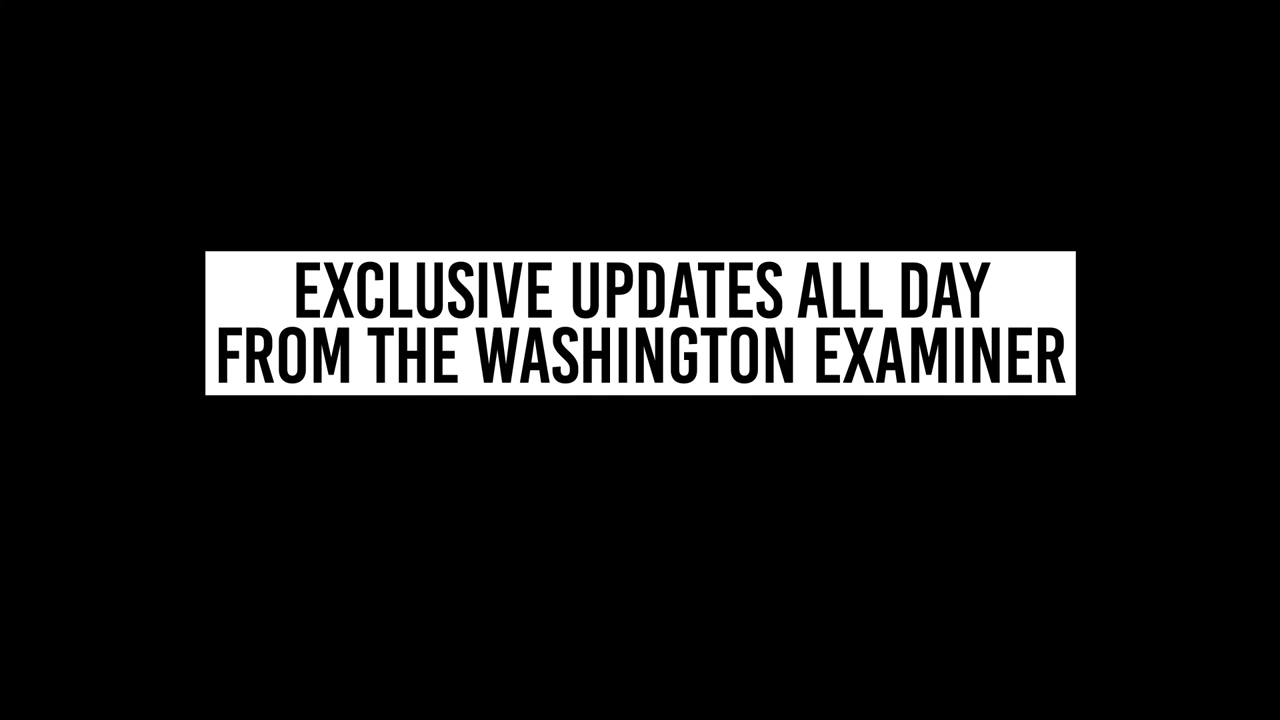 EXCLUSIVE UPDATES ALL DAY
FROM THE WASHINGTON EXAMINER